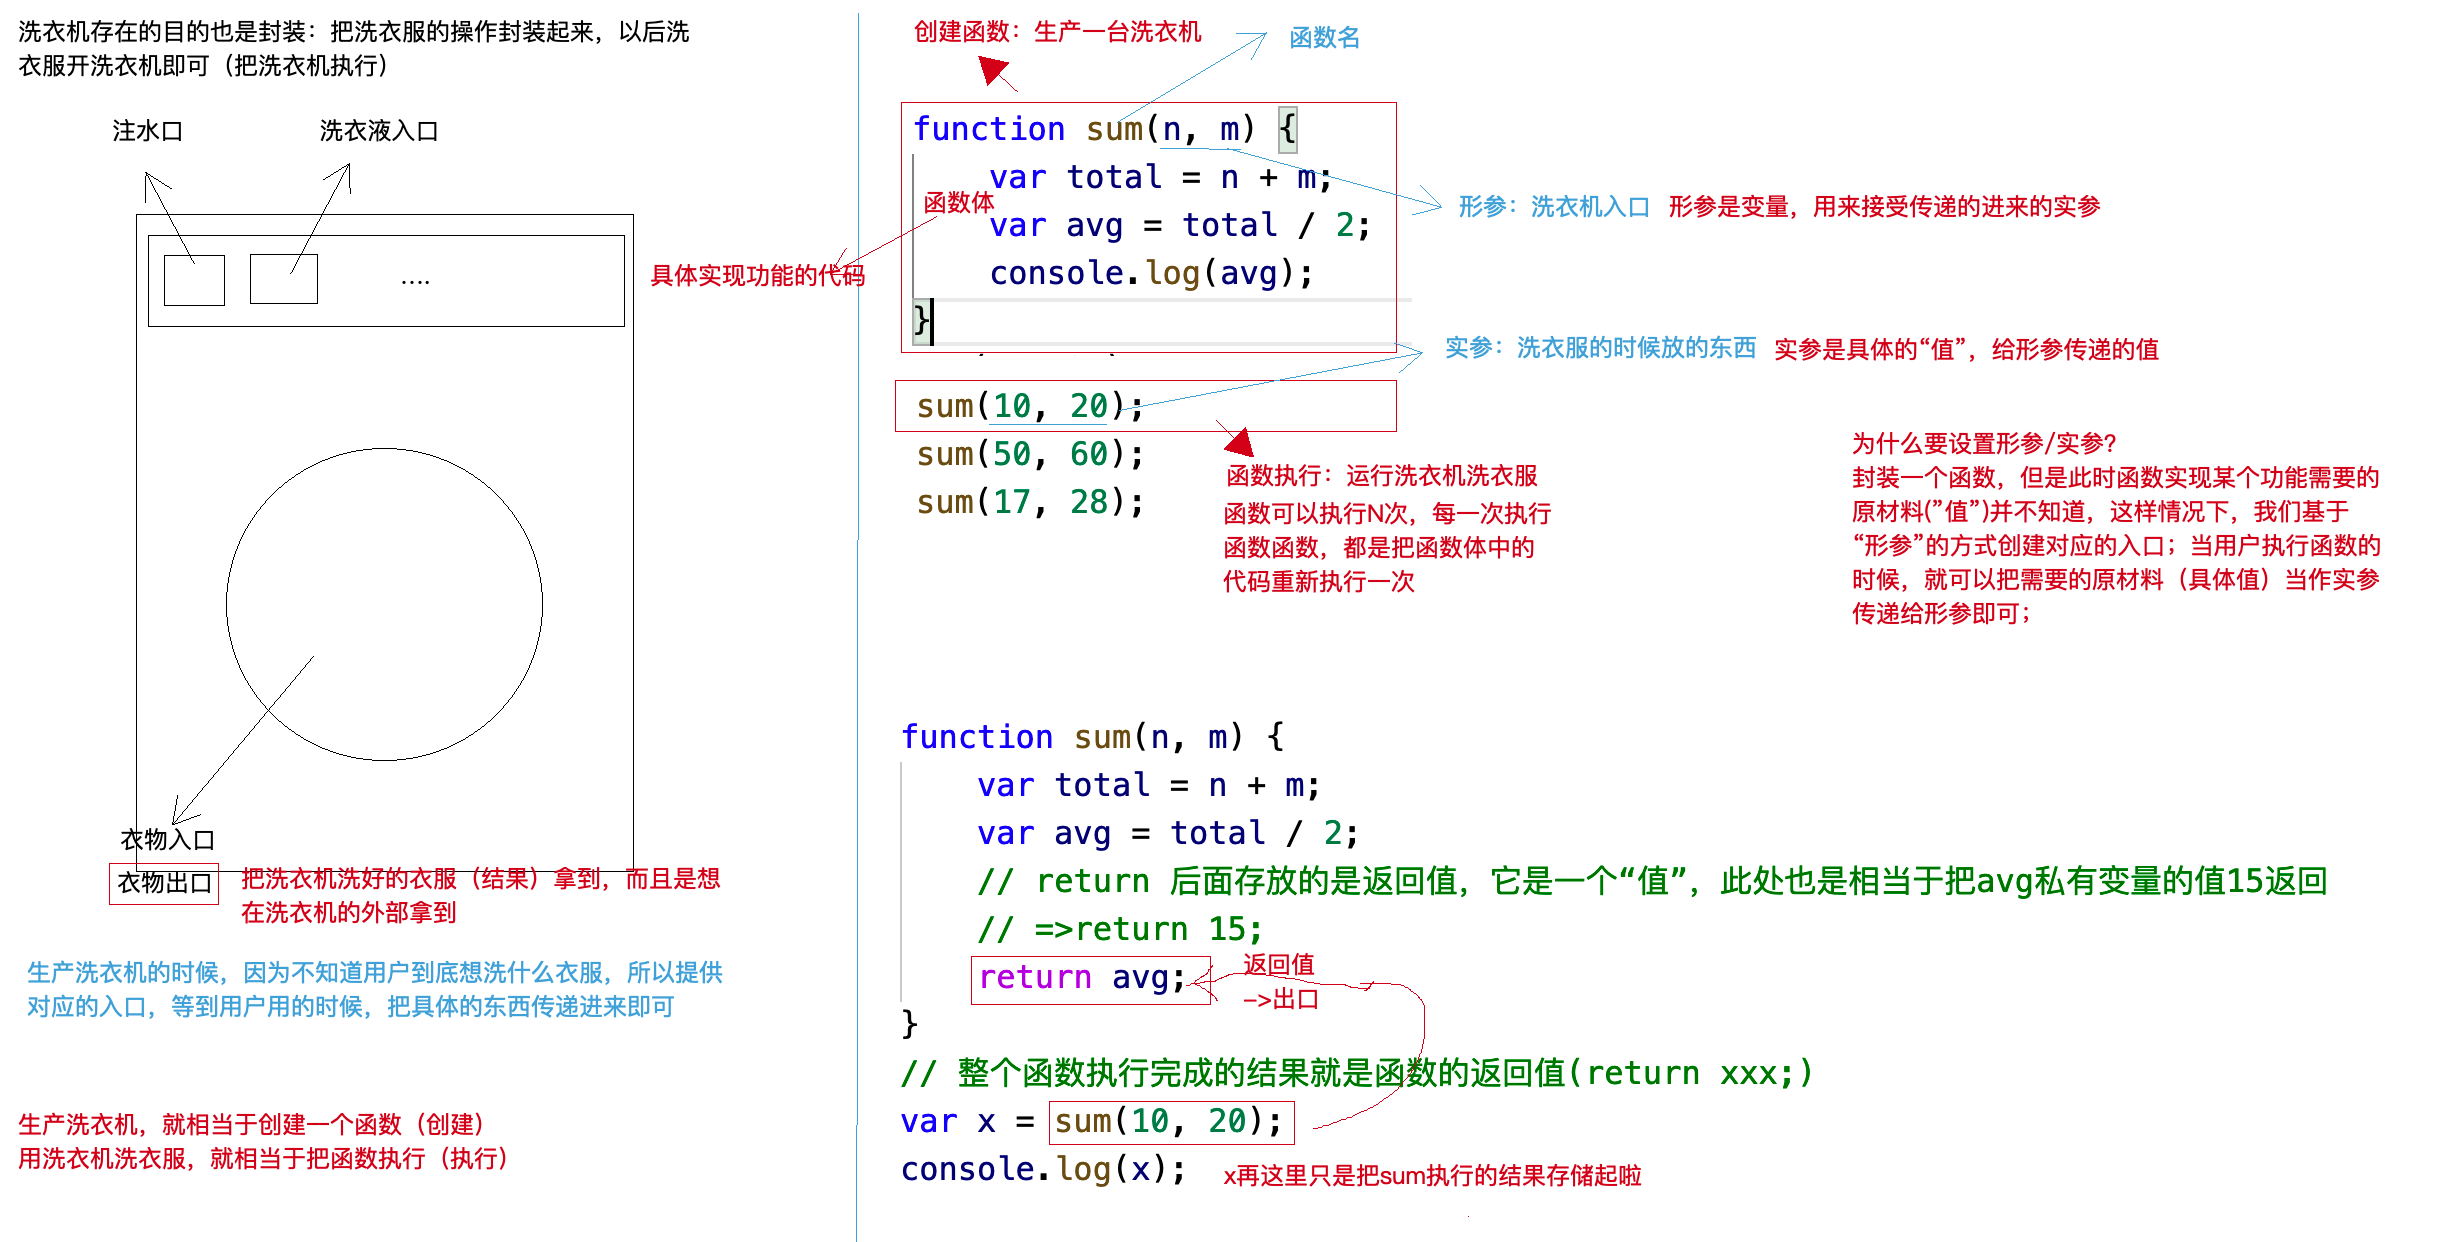 洗衣机存在的目的也是封装：把洗衣服的操作封装起来，以后洗
衣服开洗衣机即可（把洗衣机执行）
注水口
洗衣液入口
....
衣物入口
衣物出口
把洗衣机洗好的衣服（结果）拿到，而且是想
在洗衣机的外部拿到
生产洗衣机的时候，因为不知道用户到底想洗什么衣服，所以提供
对应的入口，等到用户用的时候，把具体的东西传递进来即可
生产洗衣机，就相当于创建一个函数（创建）
用洗衣机洗衣服，就相当于把函数执行（执行）
创建函数：生产一台洗衣机
函数名
function sum(n, m) {
var total = n + m;
函数体
var avg = total / 2;
具体实现功能的代码
console.log(avg);
}
形参：洗衣机入口 形参是变量，用来接受传递的进来的实参
实参：洗衣服的时候放的东西 实参是具体的“值”，给形参传递的值
sum(10, 20);
sum(50, 60);
sum(17, 28);
函数执行：运行洗衣机洗衣服
函数可以执行N次，每一次执行
函数函数，都是把函数体中的
代码重新执行一次
为什么要设置形参/实参?
封装一个函数，但是此时函数实现某个功能需要的
原材料(”值”)并不知道，这样情况下，我们基于
“形参”的方式创建对应的入口；当用户执行函数的
时候，就可以把需要的原材料（具体值）当作实参
传递给形参即可；
function sum(n, m) {
var total = n + m;
var avg = total / 2;
// return 后面存放的是返回值，它是一个“值”，此处也是相当于把avg私有变量的值15返回
// =>return 15;
return avg;
返回值
->出口
}
// 整个函数执行完成的结果就是函数的返回值(return xxx;)
var x = sum(10, 20);
console.log(x);
x再这里只是把sum执行的结果存储起啦